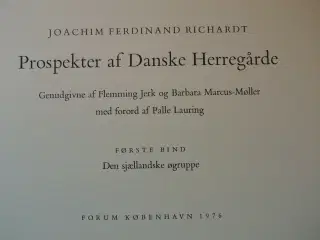 JOACHIM FERDINAND RICHARDT
Prospekter af Danske Herregårde
Genudgivne af Flemming Jerk og Barbara Marcus-Møller
med forord af Palle Lauring
FØRSTE BIND
Den sjællandske øgruppe
FORUM KØBENHAVN 1976